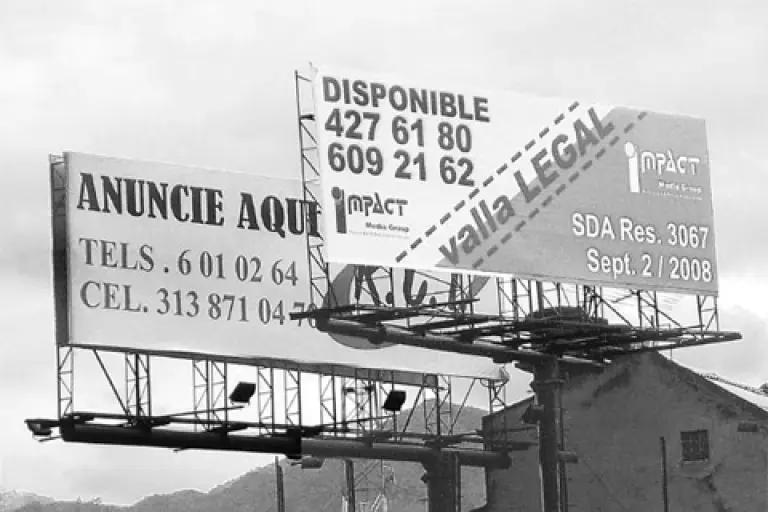 ANUNCIE AQUI
TELS . 6 01 02 64
CEL. 313 871 04
DISPONIBLE
427 61 80
609 21 62
impACT
Media Group
valla LEGAL
impACT
Media Group
SDA Res. 3067
Sept. 2 / 2008